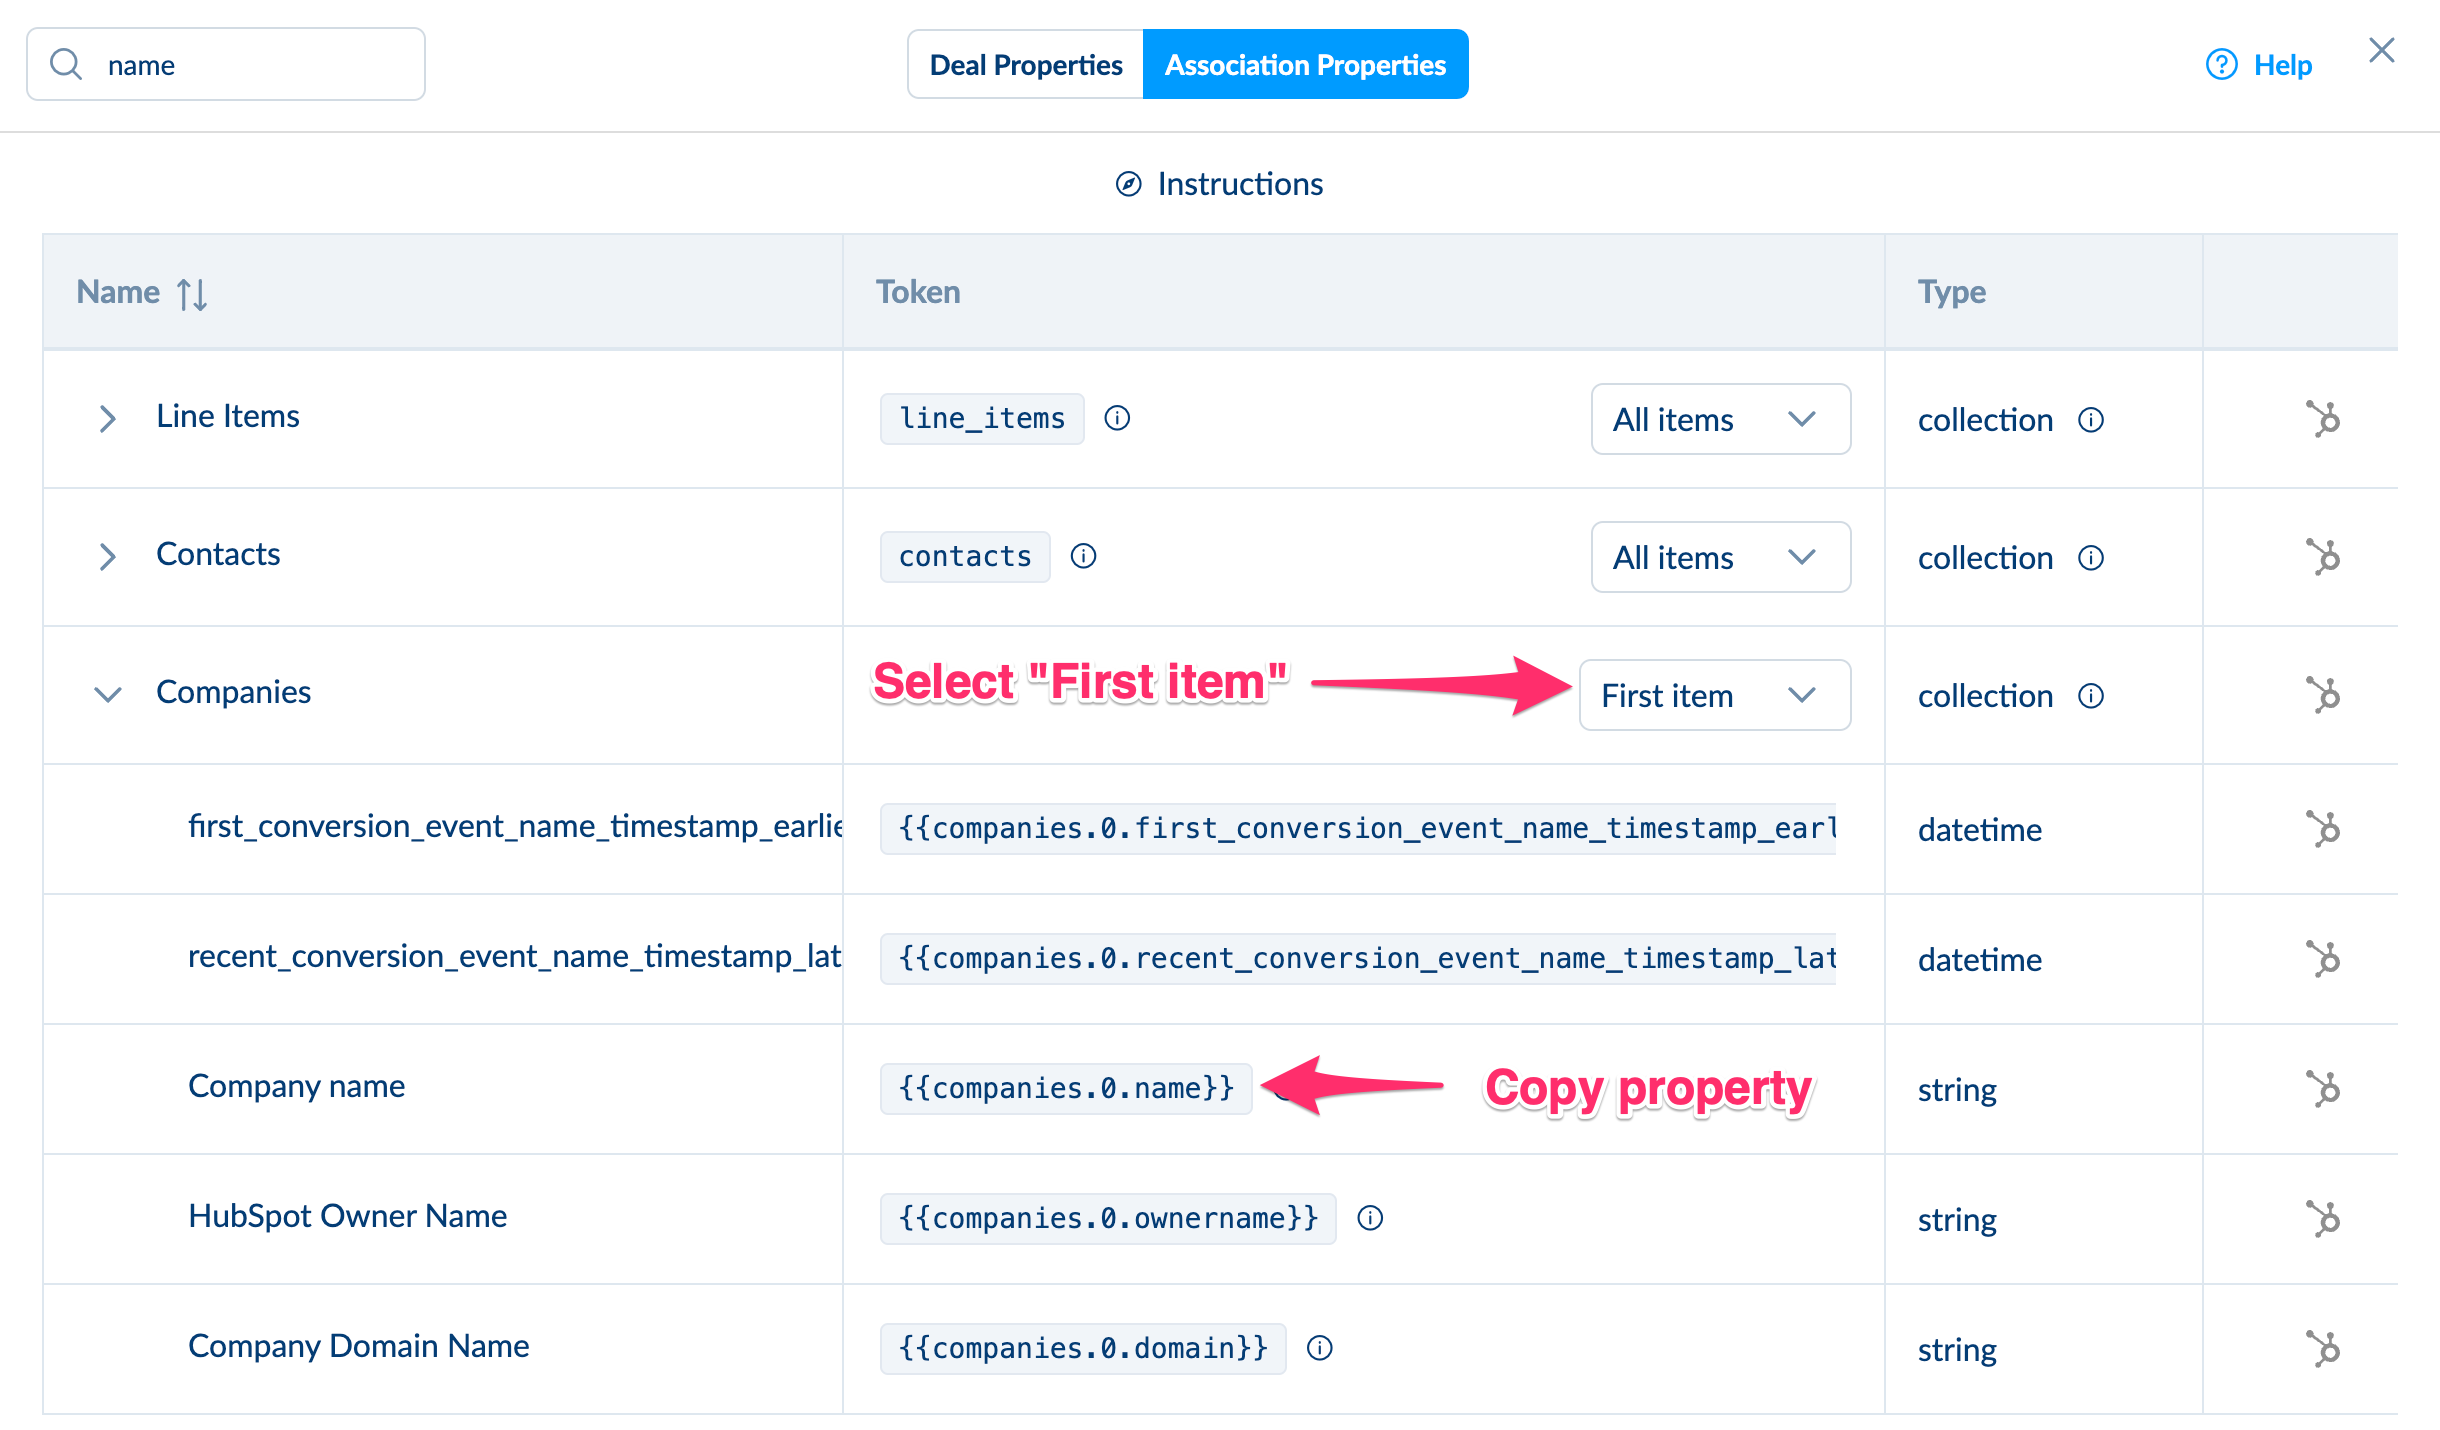 name
Deal Properties
Association Properties
Help
Instructions
Name
Token
Type
Line Items
line_items
All items
collection
Contacts
contacts
All items
collection
Companies
Select "First item"
First item
collection
first_conversion_event_name_timestamp_earlie
{{companies.0.first_conversion_event_name_timestamp_earl
datetime
recent_conversion_event_name_timestamp_lat
{{companies.0.recent_conversion_event_name_timestamp_lat
datetime
Company name
{{companies.0.name}}
Copy property
string
HubSpot Owner Name
{{companies.0.ownername}}
string
Company Domain Name
{{companies.0.domain}}
string